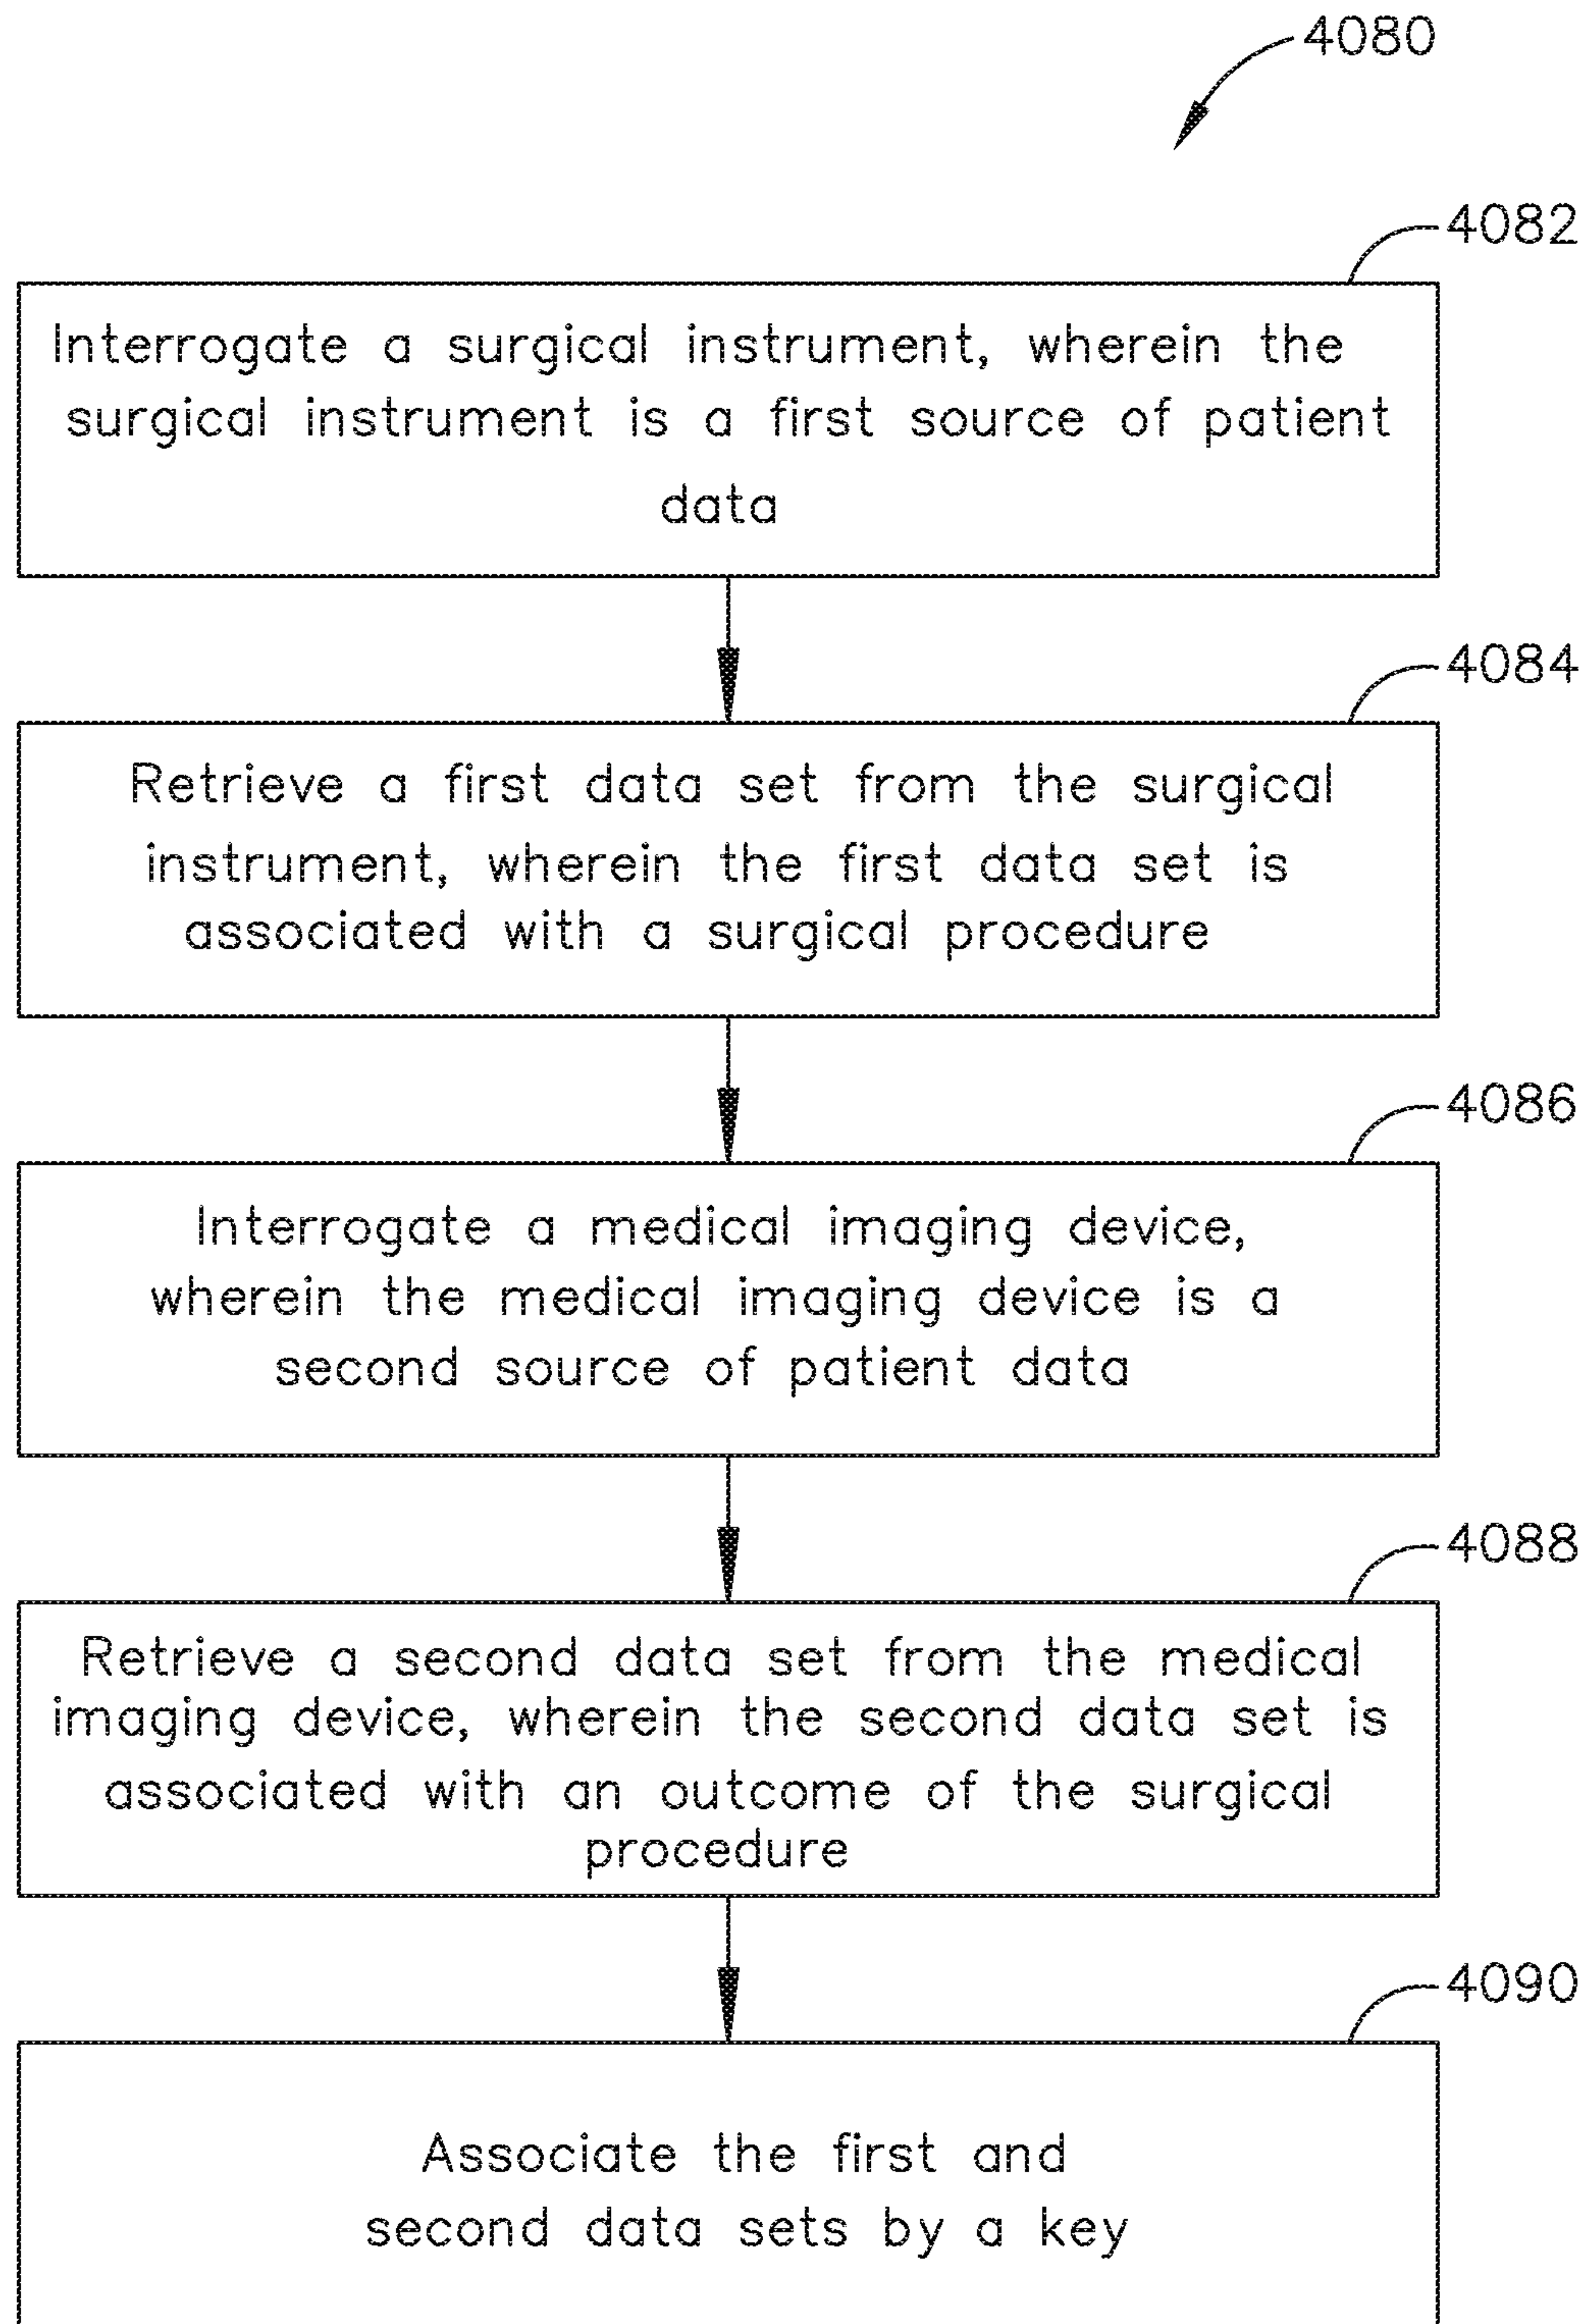 4080
4082
Interrogate a surgical instrument, wherein the
surgical instrument is a first source of patient
data
4084
Retrieve a first data set from the surgical
instrument, wherein the first data set is
associated with a surgical procedure
4086
Interrogate a medical imaging device,
wherein the medical imaging device is a
second source of patient data
4088
Retrieve a second data set from the medical
imaging device, wherein the second data set is
associated with an outcome of the surgical
procedure
4090
Associate the first and
second data sets by a key